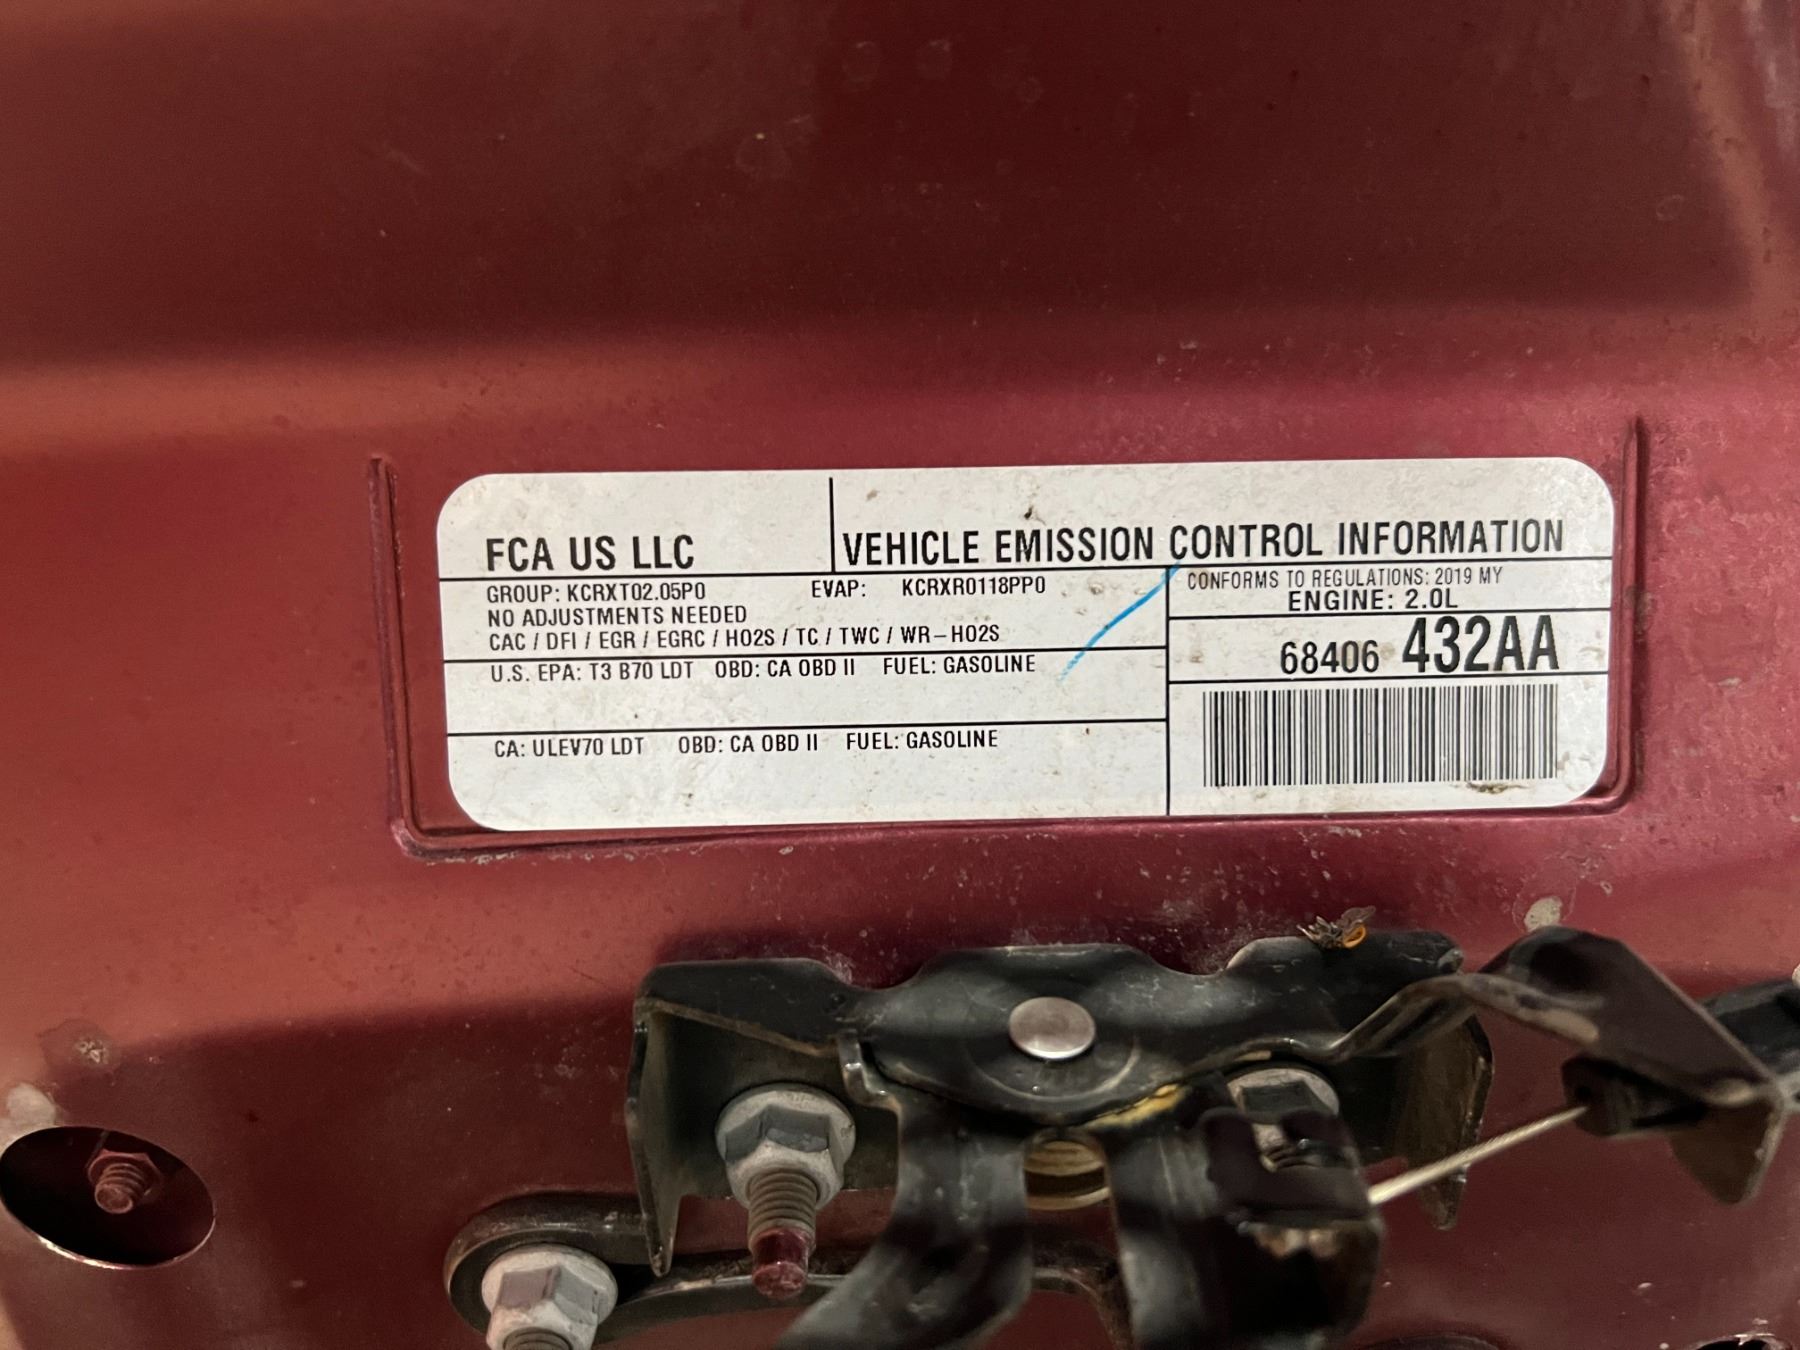 FCA US LLC
VEHICLE EMISSION CONTROL INFORMATION
GROUP: KCRXT02.05P0 EVAP: KCRXR0118PP0
NO ADJUSTMENTS NEEDED
CAC / DFI / EGR / EGRC / HO2S / TC / TWC / WR-HO2S
U.S. EPA: T3 B70 LDT OBD: CA OBD II FUEL: GASOLINE
CA: ULEV70 LDT OBD: CA OBD II FUEL: GASOLINE
CONFORMS TO REGULATIONS: 2019 MY
ENGINE: 2.0L
68406 432AA